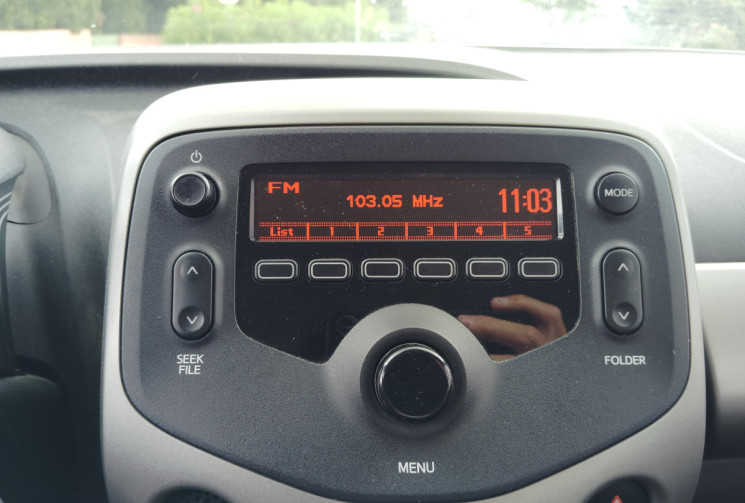 FM
103.05 MHz
11:03
List 1 2 3 4 5
MODE
SEEK
FILE
FOLDER
MENU